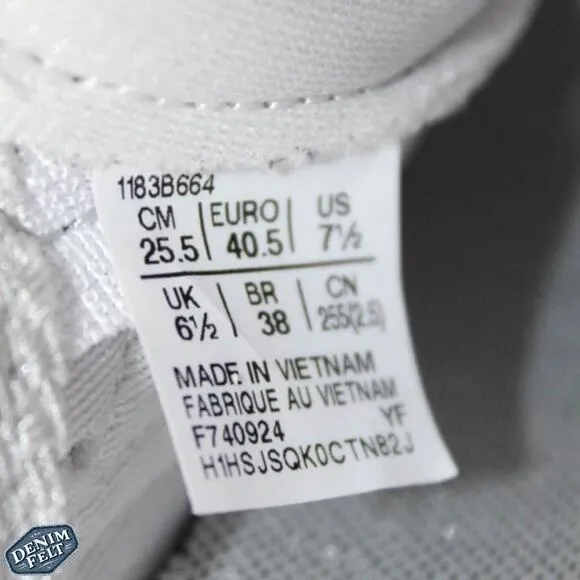 1183B664
CM EURO US
25.5 40.5 7½
UK BR CN
6½ 38 255(2.5)
MADE IN VIETNAM
FABRIQUE AU VIETNAM
F740924 YF
H1HSJSQK0CTN82J
DENIM
FELT